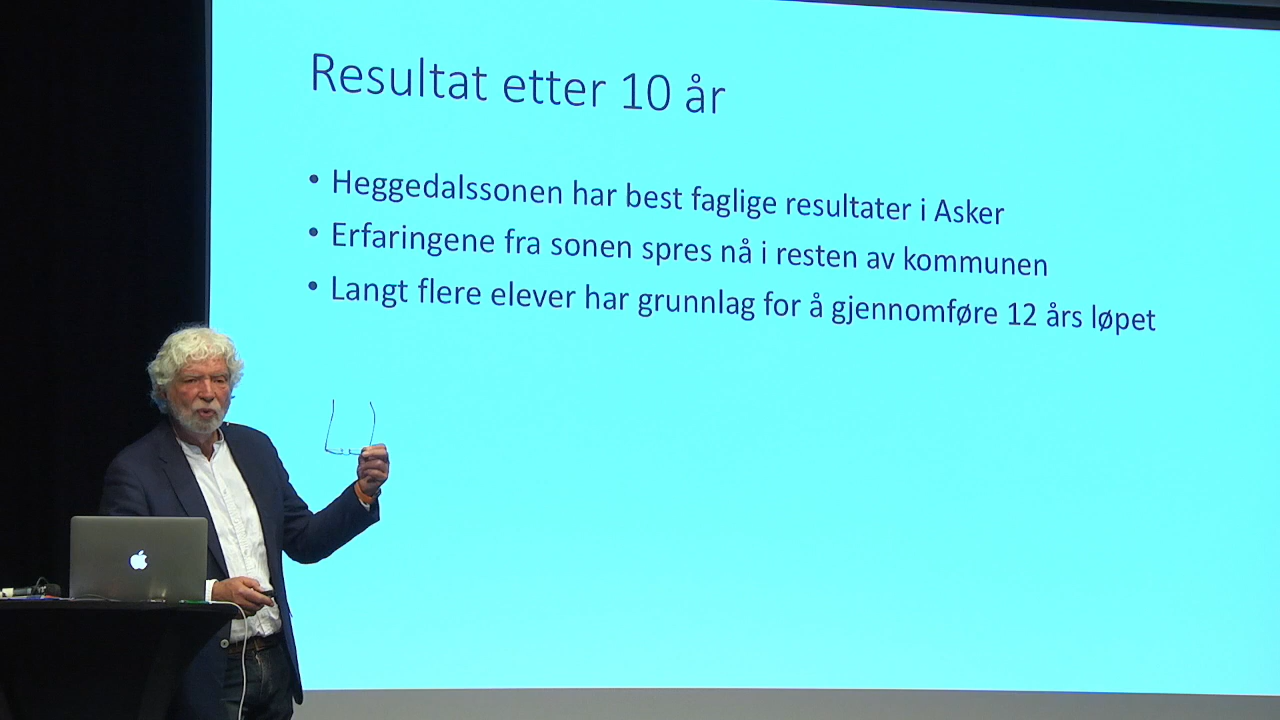 Resultat etter 10 år
• Heggedalssonen har best faglige resultater i Asker
• Erfaringene fra sonen spres nå i resten av kommunen
• Langt flere elever har grunnlag for å gjennomføre 12 års løpet